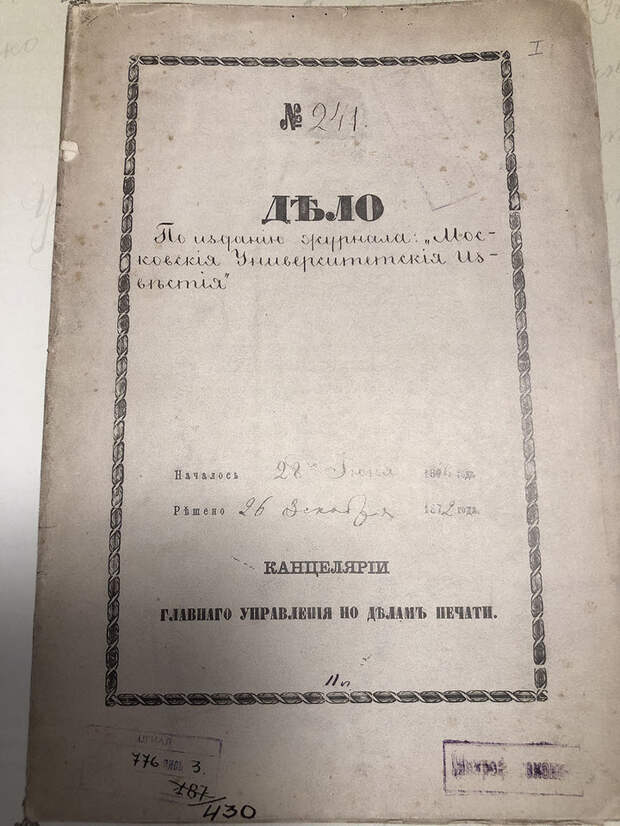 I
№ 241.
ДѢЛО
По изданію журнала: „Мос-
ковскія Университетскія Из-
вѣстія"
Началось 28 Іюня года.
Рѣшено 26 Декабря 1872 года.
КАНЦЕЛЯРІИ
ГЛАВНАГО УПРАВЛЕНІЯ ПО ДѢЛАМЪ ПЕЧАТИ.
11
776 3.
187
430